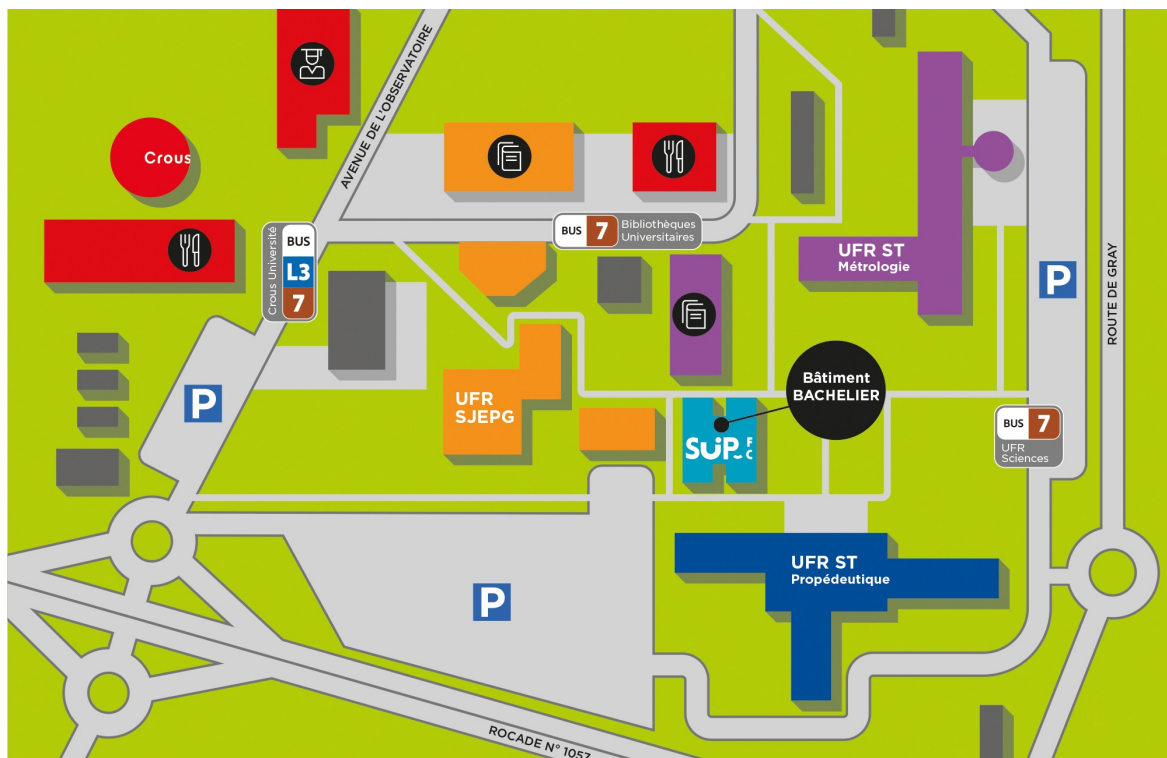 AVENUE DE L'OBSERVATOIRE
Crous
BUS 7 Bibliothèques
Universitaires
Crous Université
BUS
L3
7
UFR ST
Métrologie
P
ROUTE DE GRAY
Bâtiment
BACHELIER
P
UFR
SJEPG
BUS 7
UFR
Sciences
SUP F
C
UFR ST
Propédeutique
P
ROCADE N° 1057